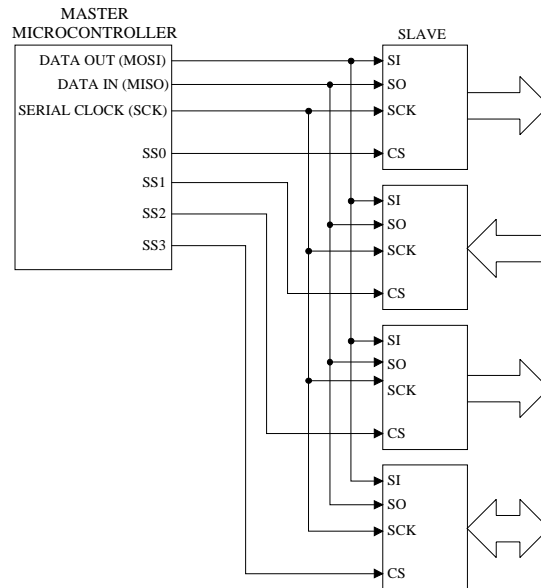 MASTER
MICROCONTROLLER
SLAVE
DATA OUT (MOSI)
DATA IN (MISO)
SERIAL CLOCK (SCK)
SS0
SS1
SS2
SS3
SI
SO
SCK
CS
SI
SO
SCK
CS
SI
SO
SCK
CS
SI
SO
SCK
CS